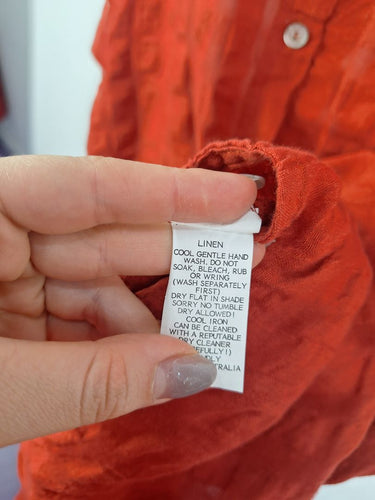 LINEN
COOL GENTLE HAND
WASH. DO NOT
SOAK, BLEACH, RUB
OR WRING
(WASH SEPARATELY
FIRST)
DRY FLAT IN SHADE
SORRY NO TUMBLE
DRY ALLOWED!
COOL IRON
CAN BE CLEANED
WITH A REPUTABLE
DRY CLEANER